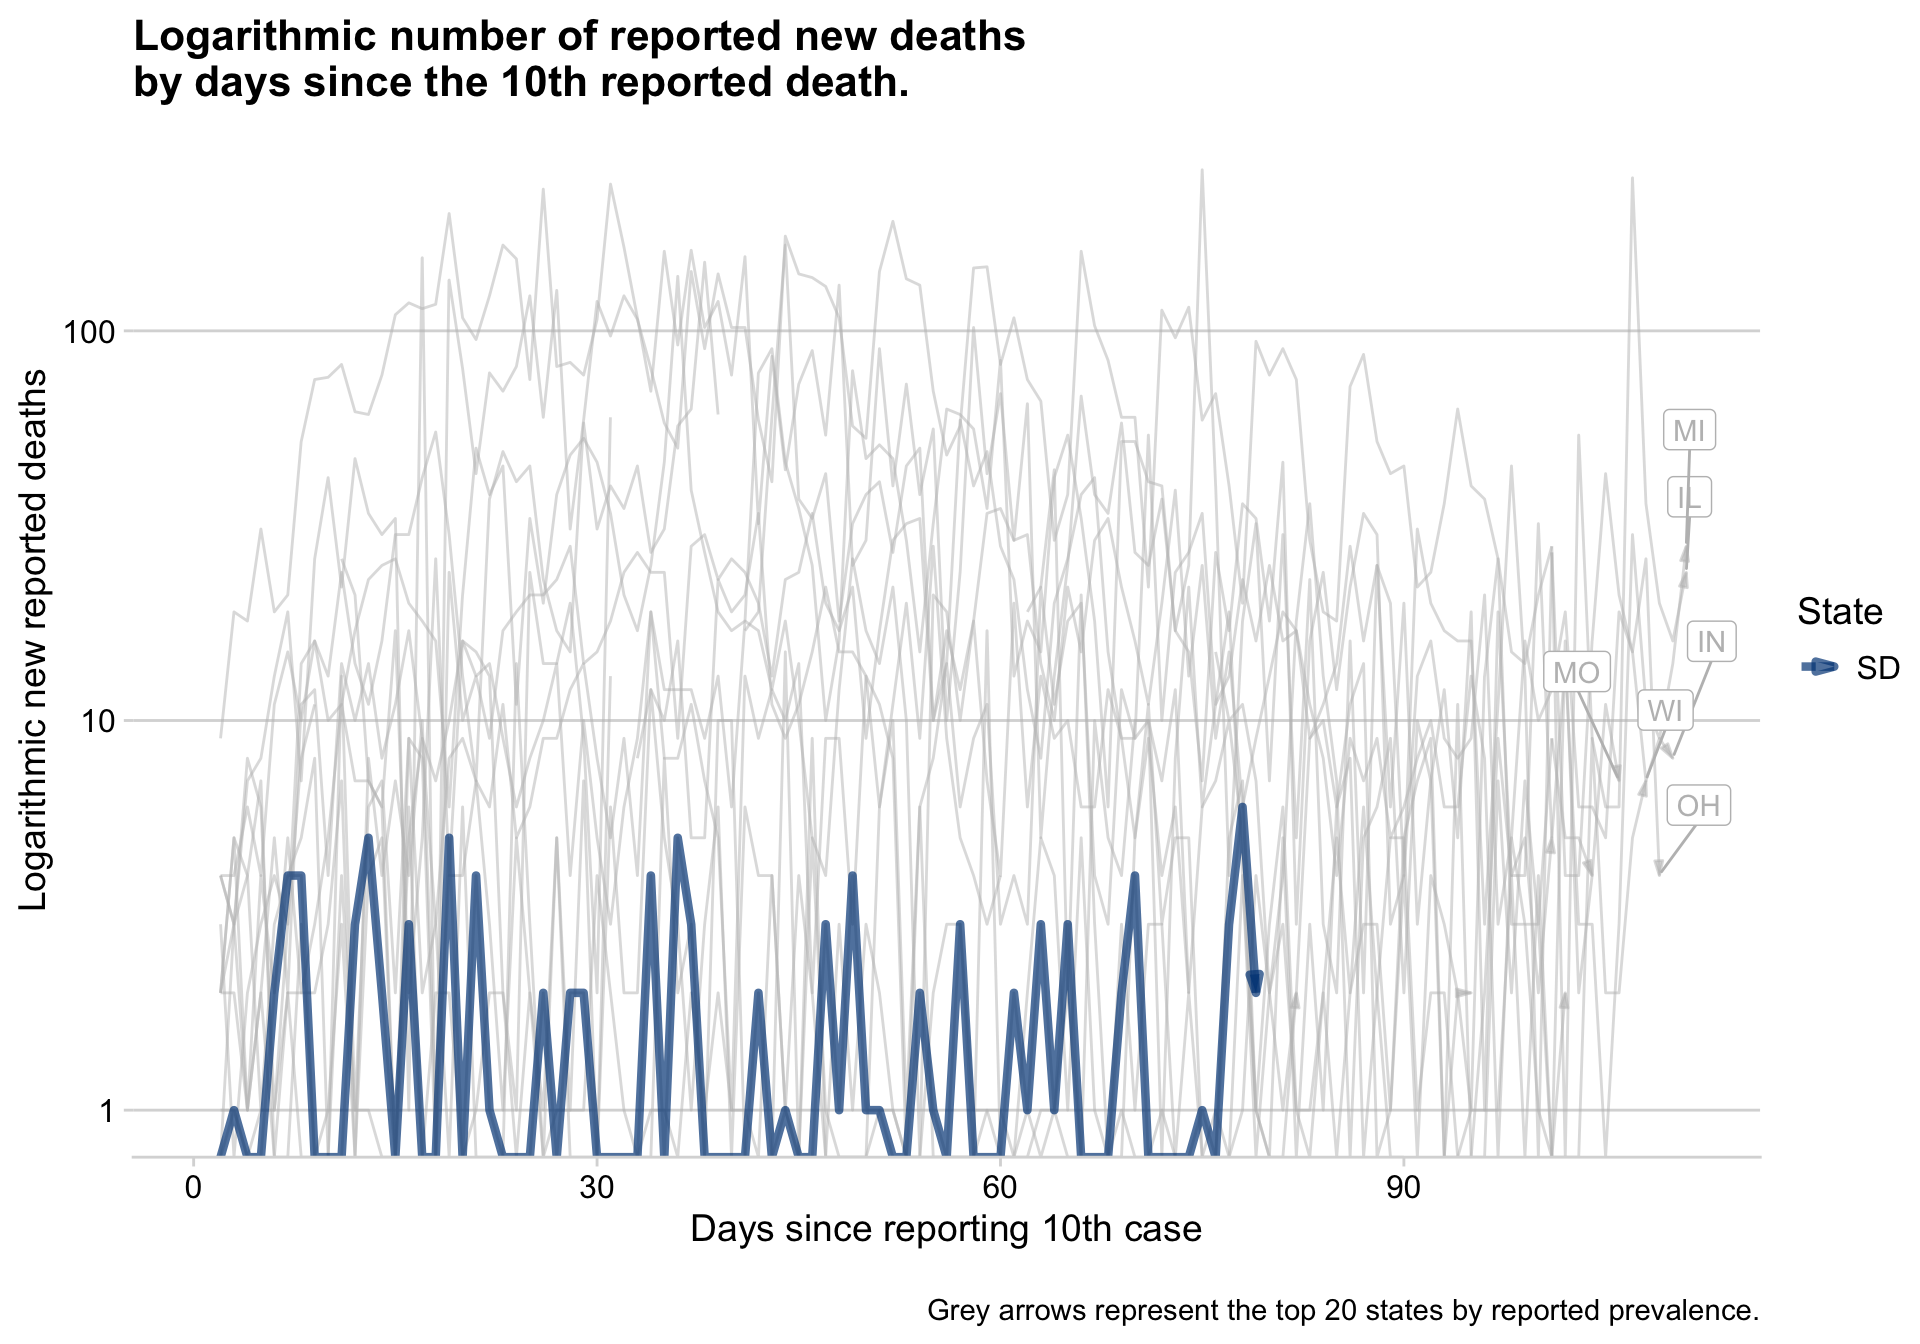 Logarithmic number of reported new deaths
by days since the 10th reported death.
Logarithmic new reported deaths
100
10
1
MI
IL
IN
MO
WI
OH
State
SD
0
30
60
90
Days since reporting 10th case
Grey arrows represent the top 20 states by reported prevalence.